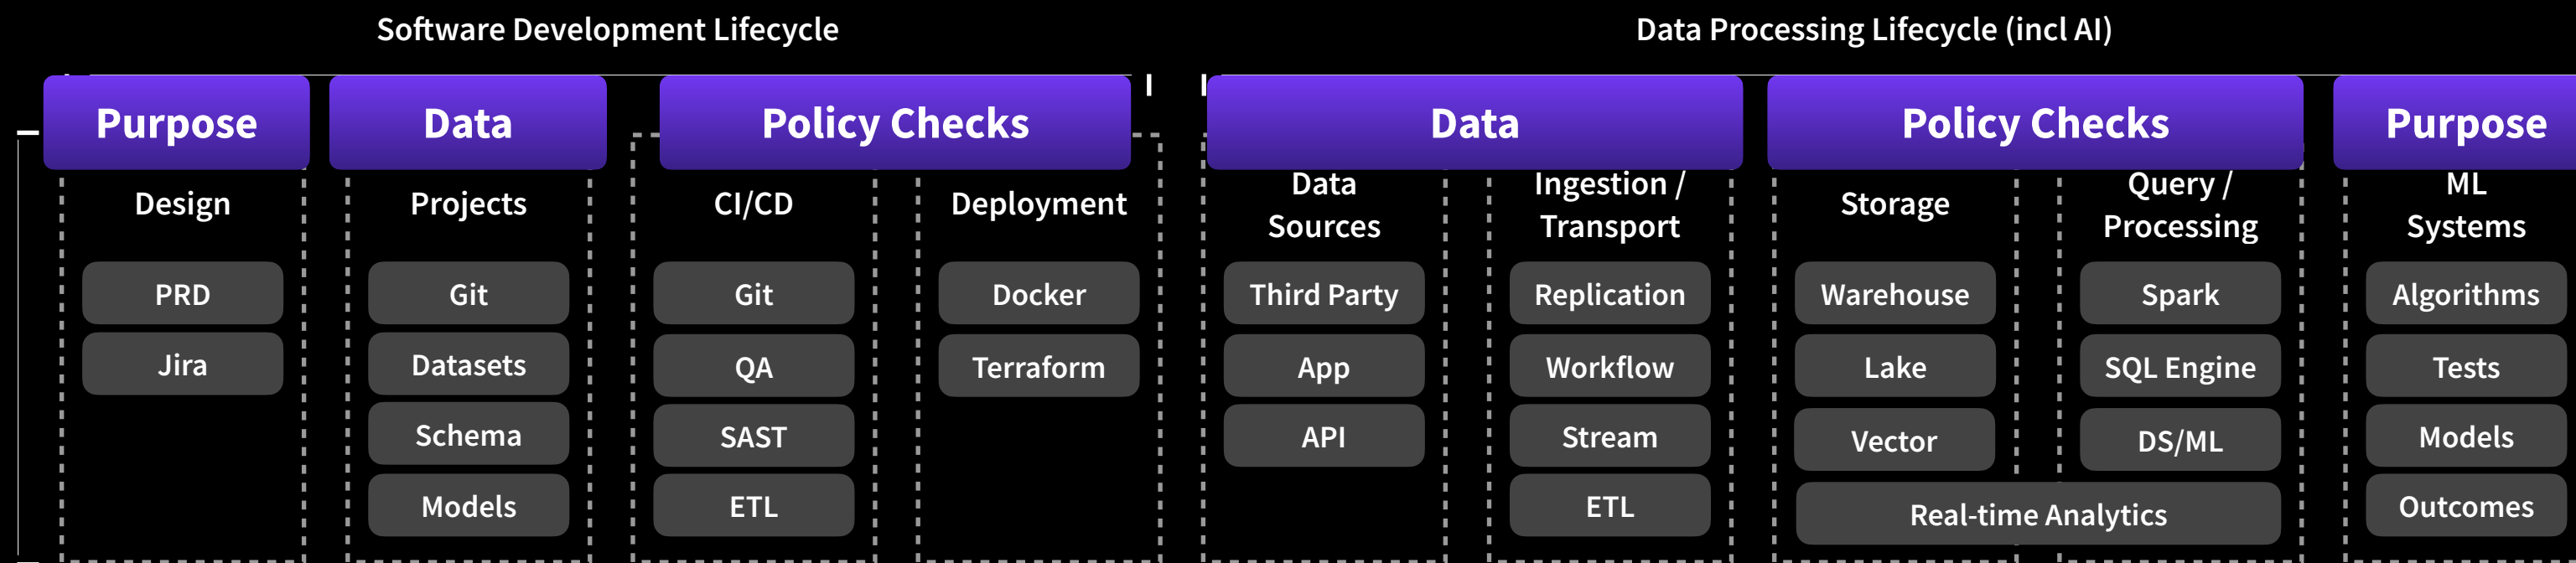 Software Development Lifecycle
Data Processing Lifecycle (incl AI)
Purpose
Data
Policy Checks
Data
Policy Checks
Purpose
Design
Projects
CI/CD
Deployment
Data
Sources
Ingestion /
Transport
Storage
Query /
Processing
ML
Systems
PRD
Jira
Git
Datasets
Schema
Models
Git
QA
SAST
ETL
Docker
Terraform
Third Party
App
API
Replication
Workflow
Stream
ETL
Warehouse
Lake
Vector
Spark
SQL Engine
DS/ML
Real-time Analytics
Algorithms
Tests
Models
Outcomes